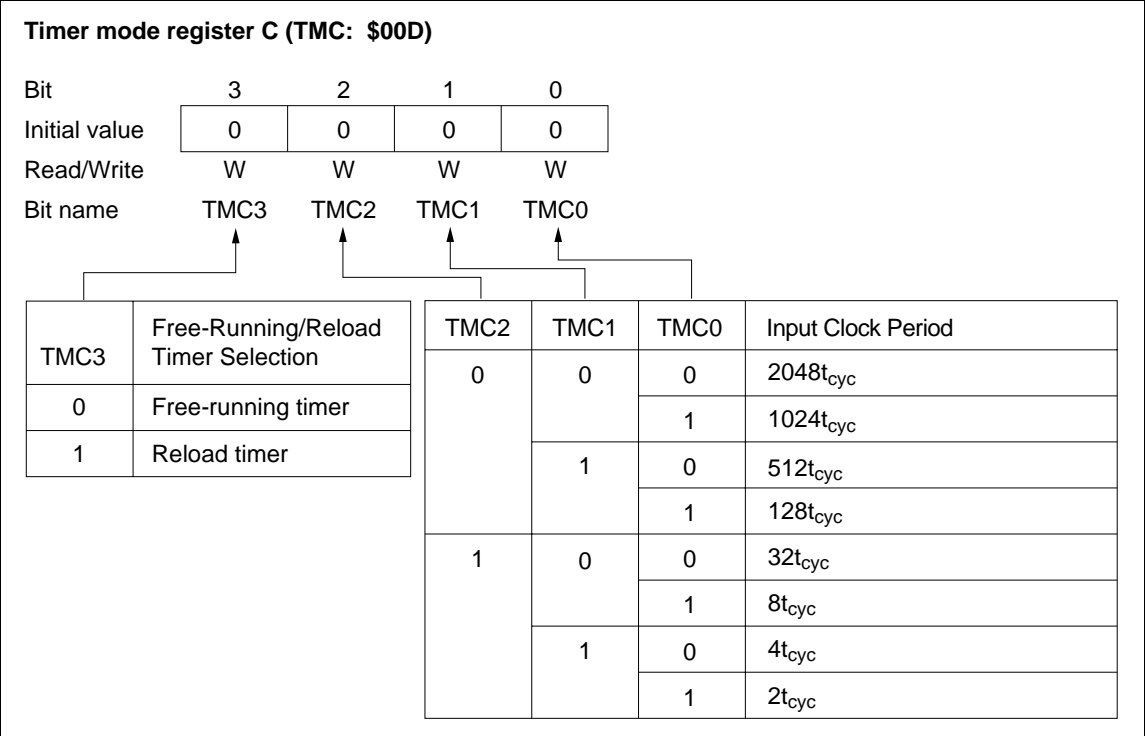 Timer mode register C (TMC: $00D)
Bit 3 2 1 0
Initial value 0 0 0 0
Read/Write W W W W
Bit name TMC3 TMC2 TMC1 TMC0
TMC3 Free-Running/Reload Timer Selection
0 Free-running timer
1 Reload timer
TMC2 TMC1 TMC0 Input Clock Period
0 0 0 2048tcyc
1 1024tcyc
1 0 512tcyc
1 128tcyc
1 0 0 32tcyc
1 8tcyc
1 0 4tcyc
1 2tcyc